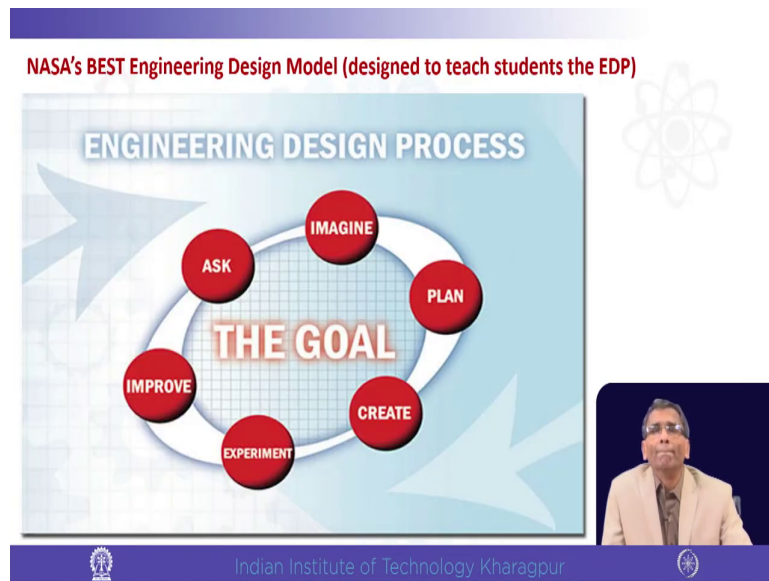 NASA's BEST Engineering Design Model (designed to teach students the EDP)
ENGINEERING DESIGN PROCESS
IMAGINE
ASK
PLAN
THE GOAL
IMPROVE
CREATE
EXPERIMENT
Indian Institute of Technology Kharagpur